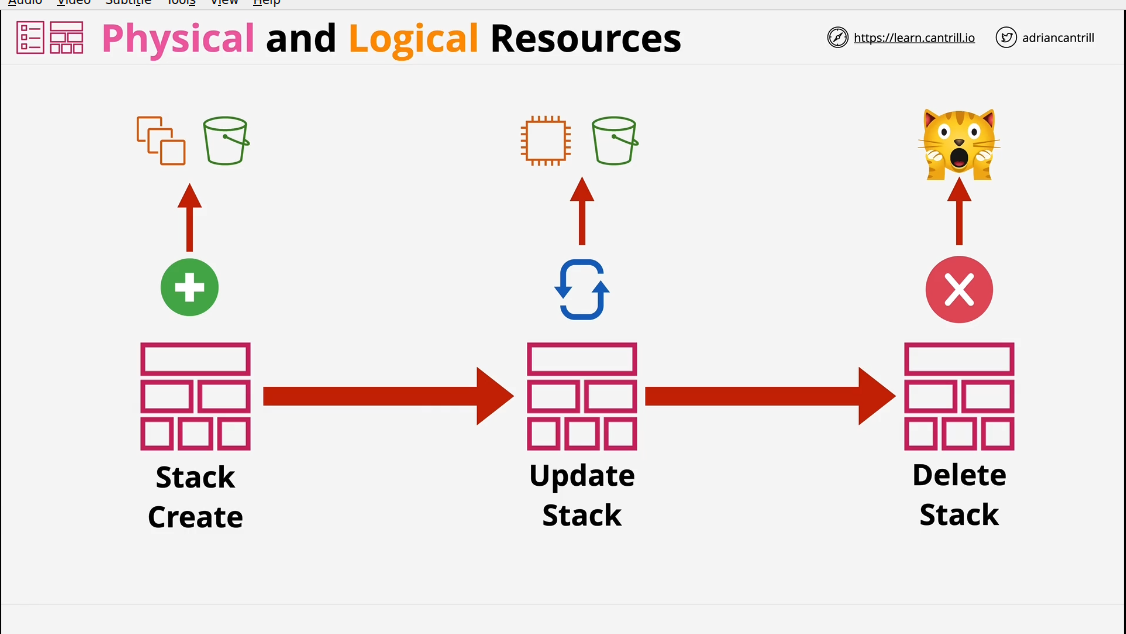 Audio Video Subtitle Tools View Help
Physical and Logical Resources
https://learn.cantrill.io
adriancantrill
Stack
Create
Update
Stack
Delete
Stack